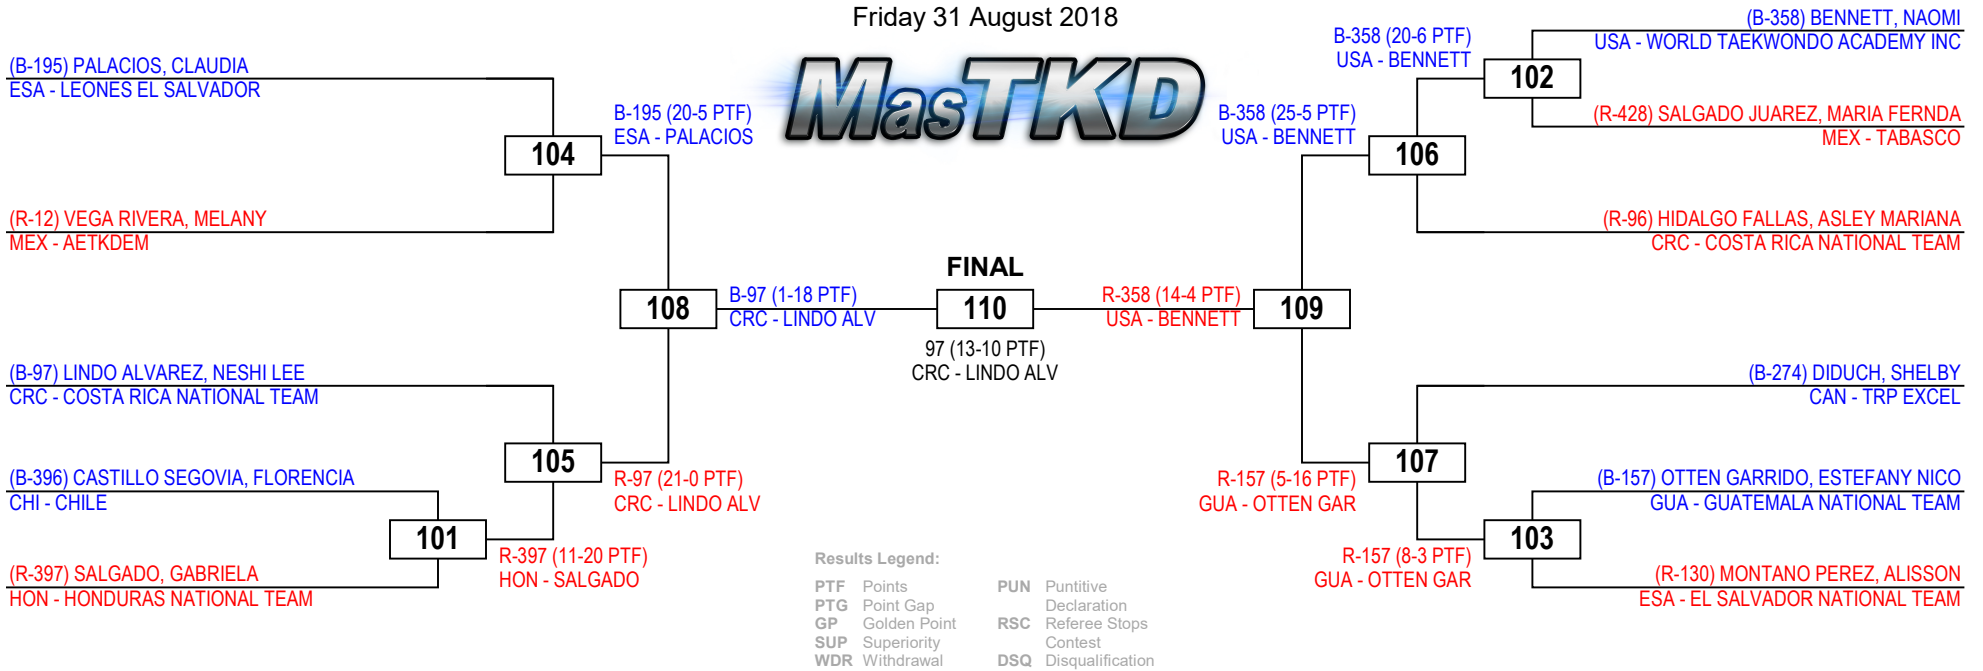 Friday 31 August 2018
MasTKD
(B-195) PALACIOS, CLAUDIA
ESA - LEONES EL SALVADOR
104
B-195 (20-5 PTF)
ESA - PALACIOS
(R-12) VEGA RIVERA, MELANY
MEX - AETKDEM
108
B-97 (1-18 PTF)
CRC - LINDO ALV
(B-97) LINDO ALVAREZ, NESHI LEE
CRC - COSTA RICA NATIONAL TEAM
105
R-97 (21-0 PTF)
CRC - LINDO ALV
(B-396) CASTILLO SEGOVIA, FLORENCIA
CHI - CHILE
101
R-397 (11-20 PTF)
HON - SALGADO
(R-397) SALGADO, GABRIELA
HON - HONDURAS NATIONAL TEAM
FINAL
110
97 (13-10 PTF)
CRC - LINDO ALV
(B-358) BENNETT, NAOMI
USA - WORLD TAEKWONDO ACADEMY INC
B-358 (20-6 PTF)
USA - BENNETT
102
(R-428) SALGADO JUAREZ, MARIA FERNDA
MEX - TABASCO
B-358 (25-5 PTF)
USA - BENNETT
106
(R-96) HIDALGO FALLAS, ASLEY MARIANA
CRC - COSTA RICA NATIONAL TEAM
R-358 (14-4 PTF)
USA - BENNETT
109
(B-274) DIDUCH, SHELBY
CAN - TRP EXCEL
107
R-157 (5-16 PTF)
GUA - OTTEN GAR
(B-157) OTTEN GARRIDO, ESTEFANY NICO
GUA - GUATEMALA NATIONAL TEAM
103
R-157 (8-3 PTF)
GUA - OTTEN GAR
(R-130) MONTANO PEREZ, ALISSON
ESA - EL SALVADOR NATIONAL TEAM
Results Legend:
PTF Points
PTG Point Gap
GP Golden Point
SUP Superiority
WDR Withdrawal
PUN Puntitive
Declaration
RSC Referee Stops
Contest
DSQ Disqualification